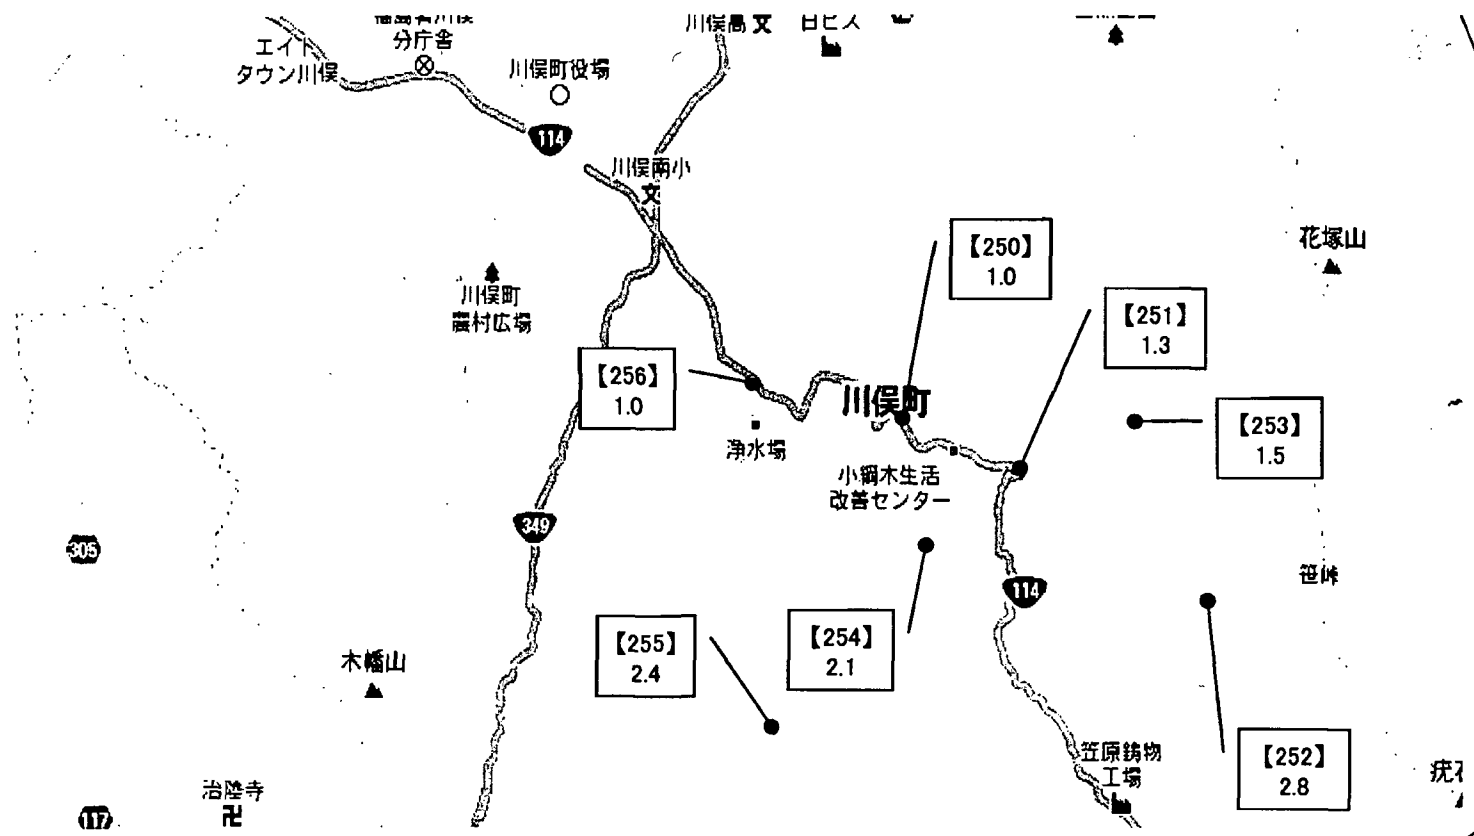 川俣高
日ピス
分庁舎
エイト
タウン川俣
川俣町役場
114
川俣南小
【250】
1.0
花塚山
川俣町
農村広場
【251】
1.3
【256】
1.0
川俣町
【253】
1.5
浄水場
小綱木生活
改善センター
349
305
114
笹峠
【255】
2.4
【254】
2.1
木幡山
笠原鋳物
工場
【252】
2.8
治陸寺
117